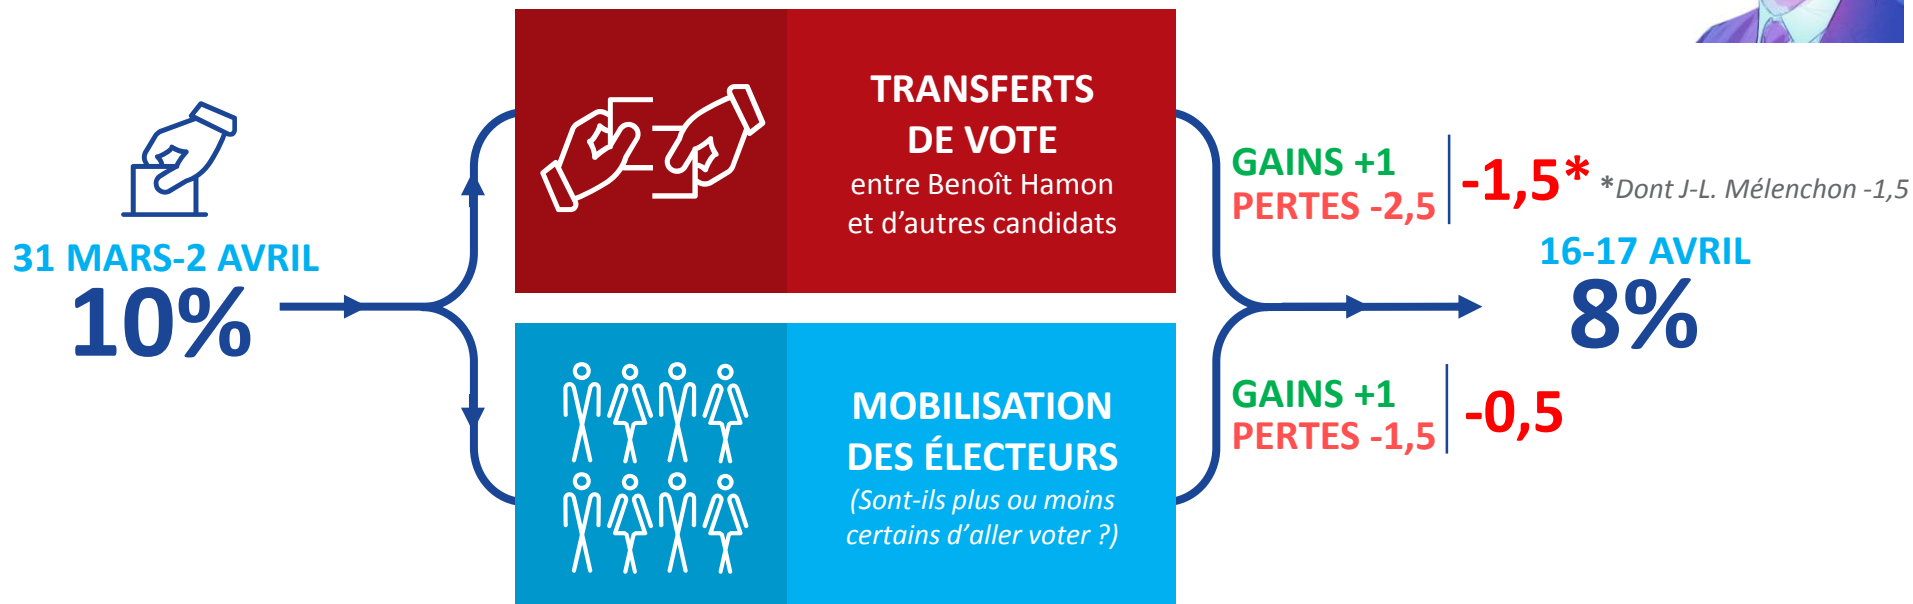 31 MARS-2 AVRIL
10%
TRANSFERTS
DE VOTE
entre Benoît Hamon
et d’autres candidats
GAINS +1
PERTES -2,5
-1,5*
*Dont J-L. Mélenchon -1,5
MOBILISATION
DES ÉLECTEURS
(Sont-ils plus ou moins
certains d’aller voter ?)
GAINS +1
PERTES -1,5
-0,5
16-17 AVRIL
8%